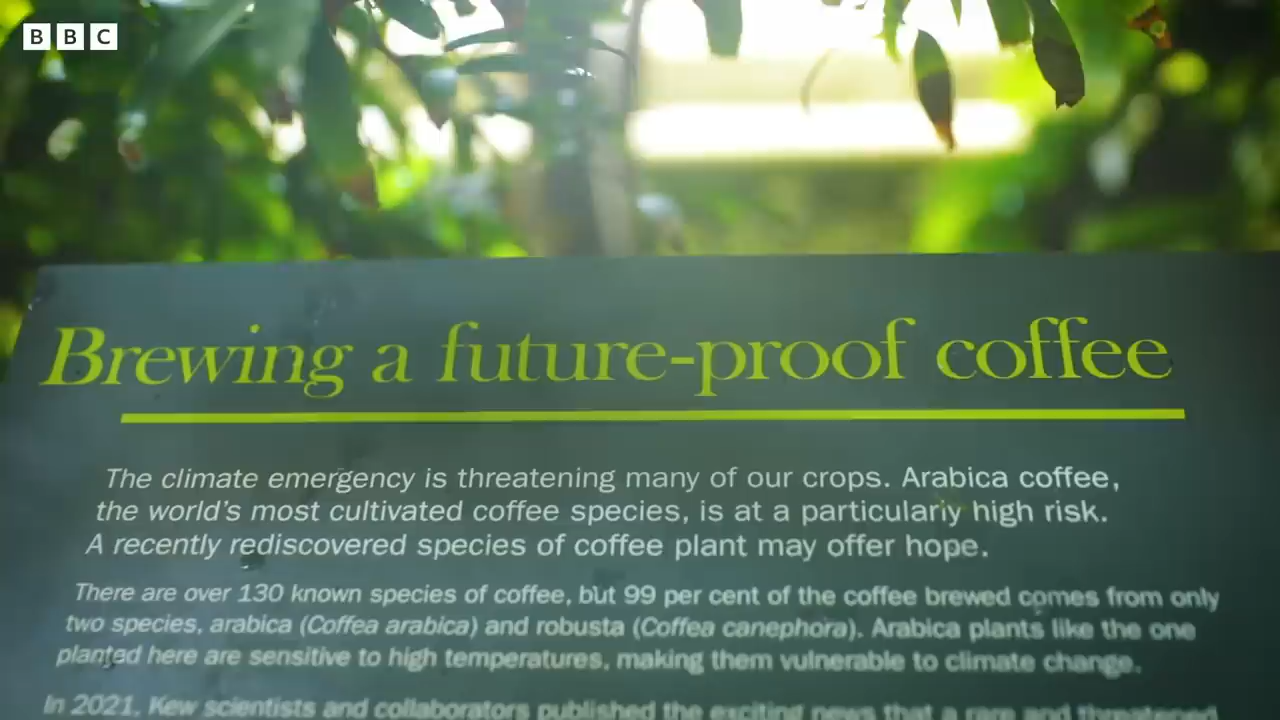 BBC
Brewing a future-proof coffee
The climate emergency is threatening many of our crops. Arabica coffee,
the world's most cultivated coffee species, is at a particularly high risk.
A recently rediscovered species of coffee plant may offer hope.
There are over 130 known species of coffee, but 99 per cent of the coffee brewed comes from only
two species, arabica (Coffea arabica) and robusta (Coffea canephora). Arabica plants like the one
planted here are sensitive to high temperatures, making them vulnerable to climate change.
In 2021, Kew scientists and collaborators published the exciting news that a rare and threatened